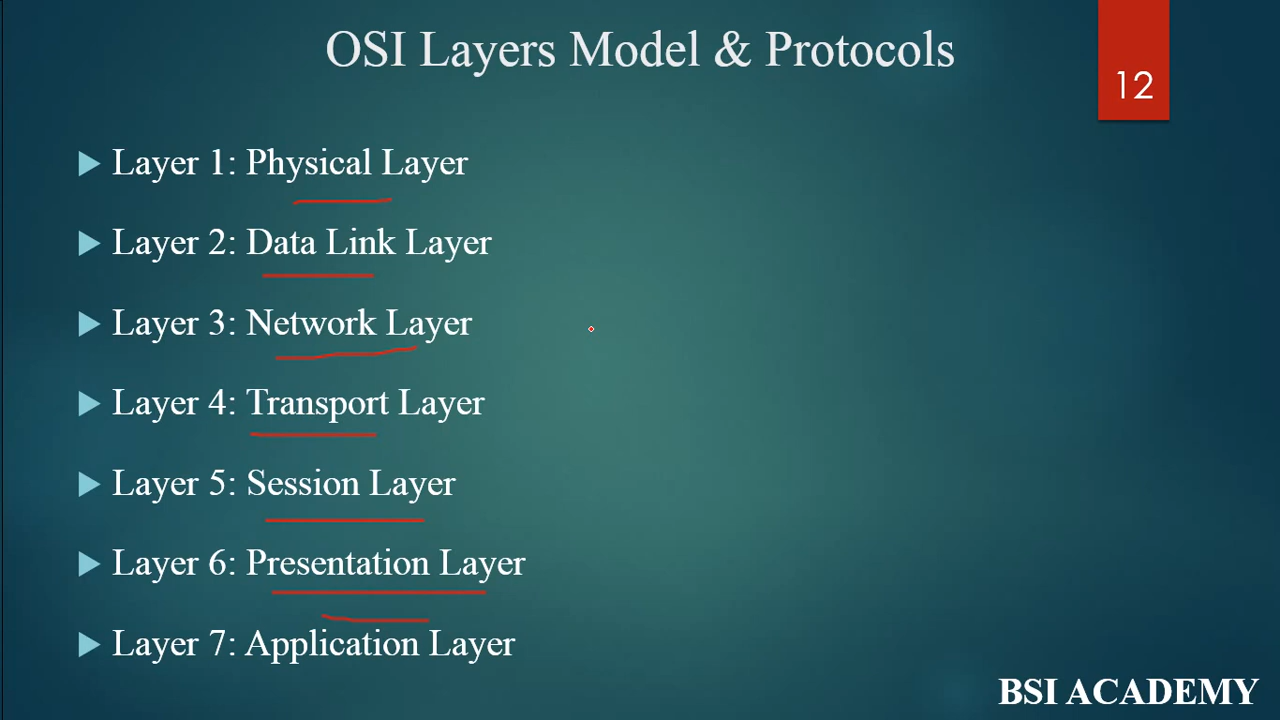 OSI Layers Model & Protocols
12
Layer 1: Physical Layer
Layer 2: Data Link Layer
Layer 3: Network Layer
Layer 4: Transport Layer
Layer 5: Session Layer
Layer 6: Presentation Layer
Layer 7: Application Layer
BSI ACADEMY